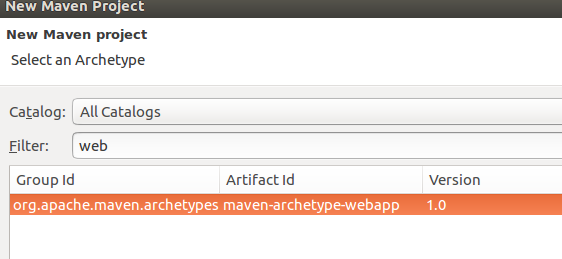 New Maven Project
New Maven project
Select an Archetype
Catalog: All Catalogs
Filter: web
Group Id Artifact Id Version
org.apache.maven.archetypes maven-archetype-webapp 1.0